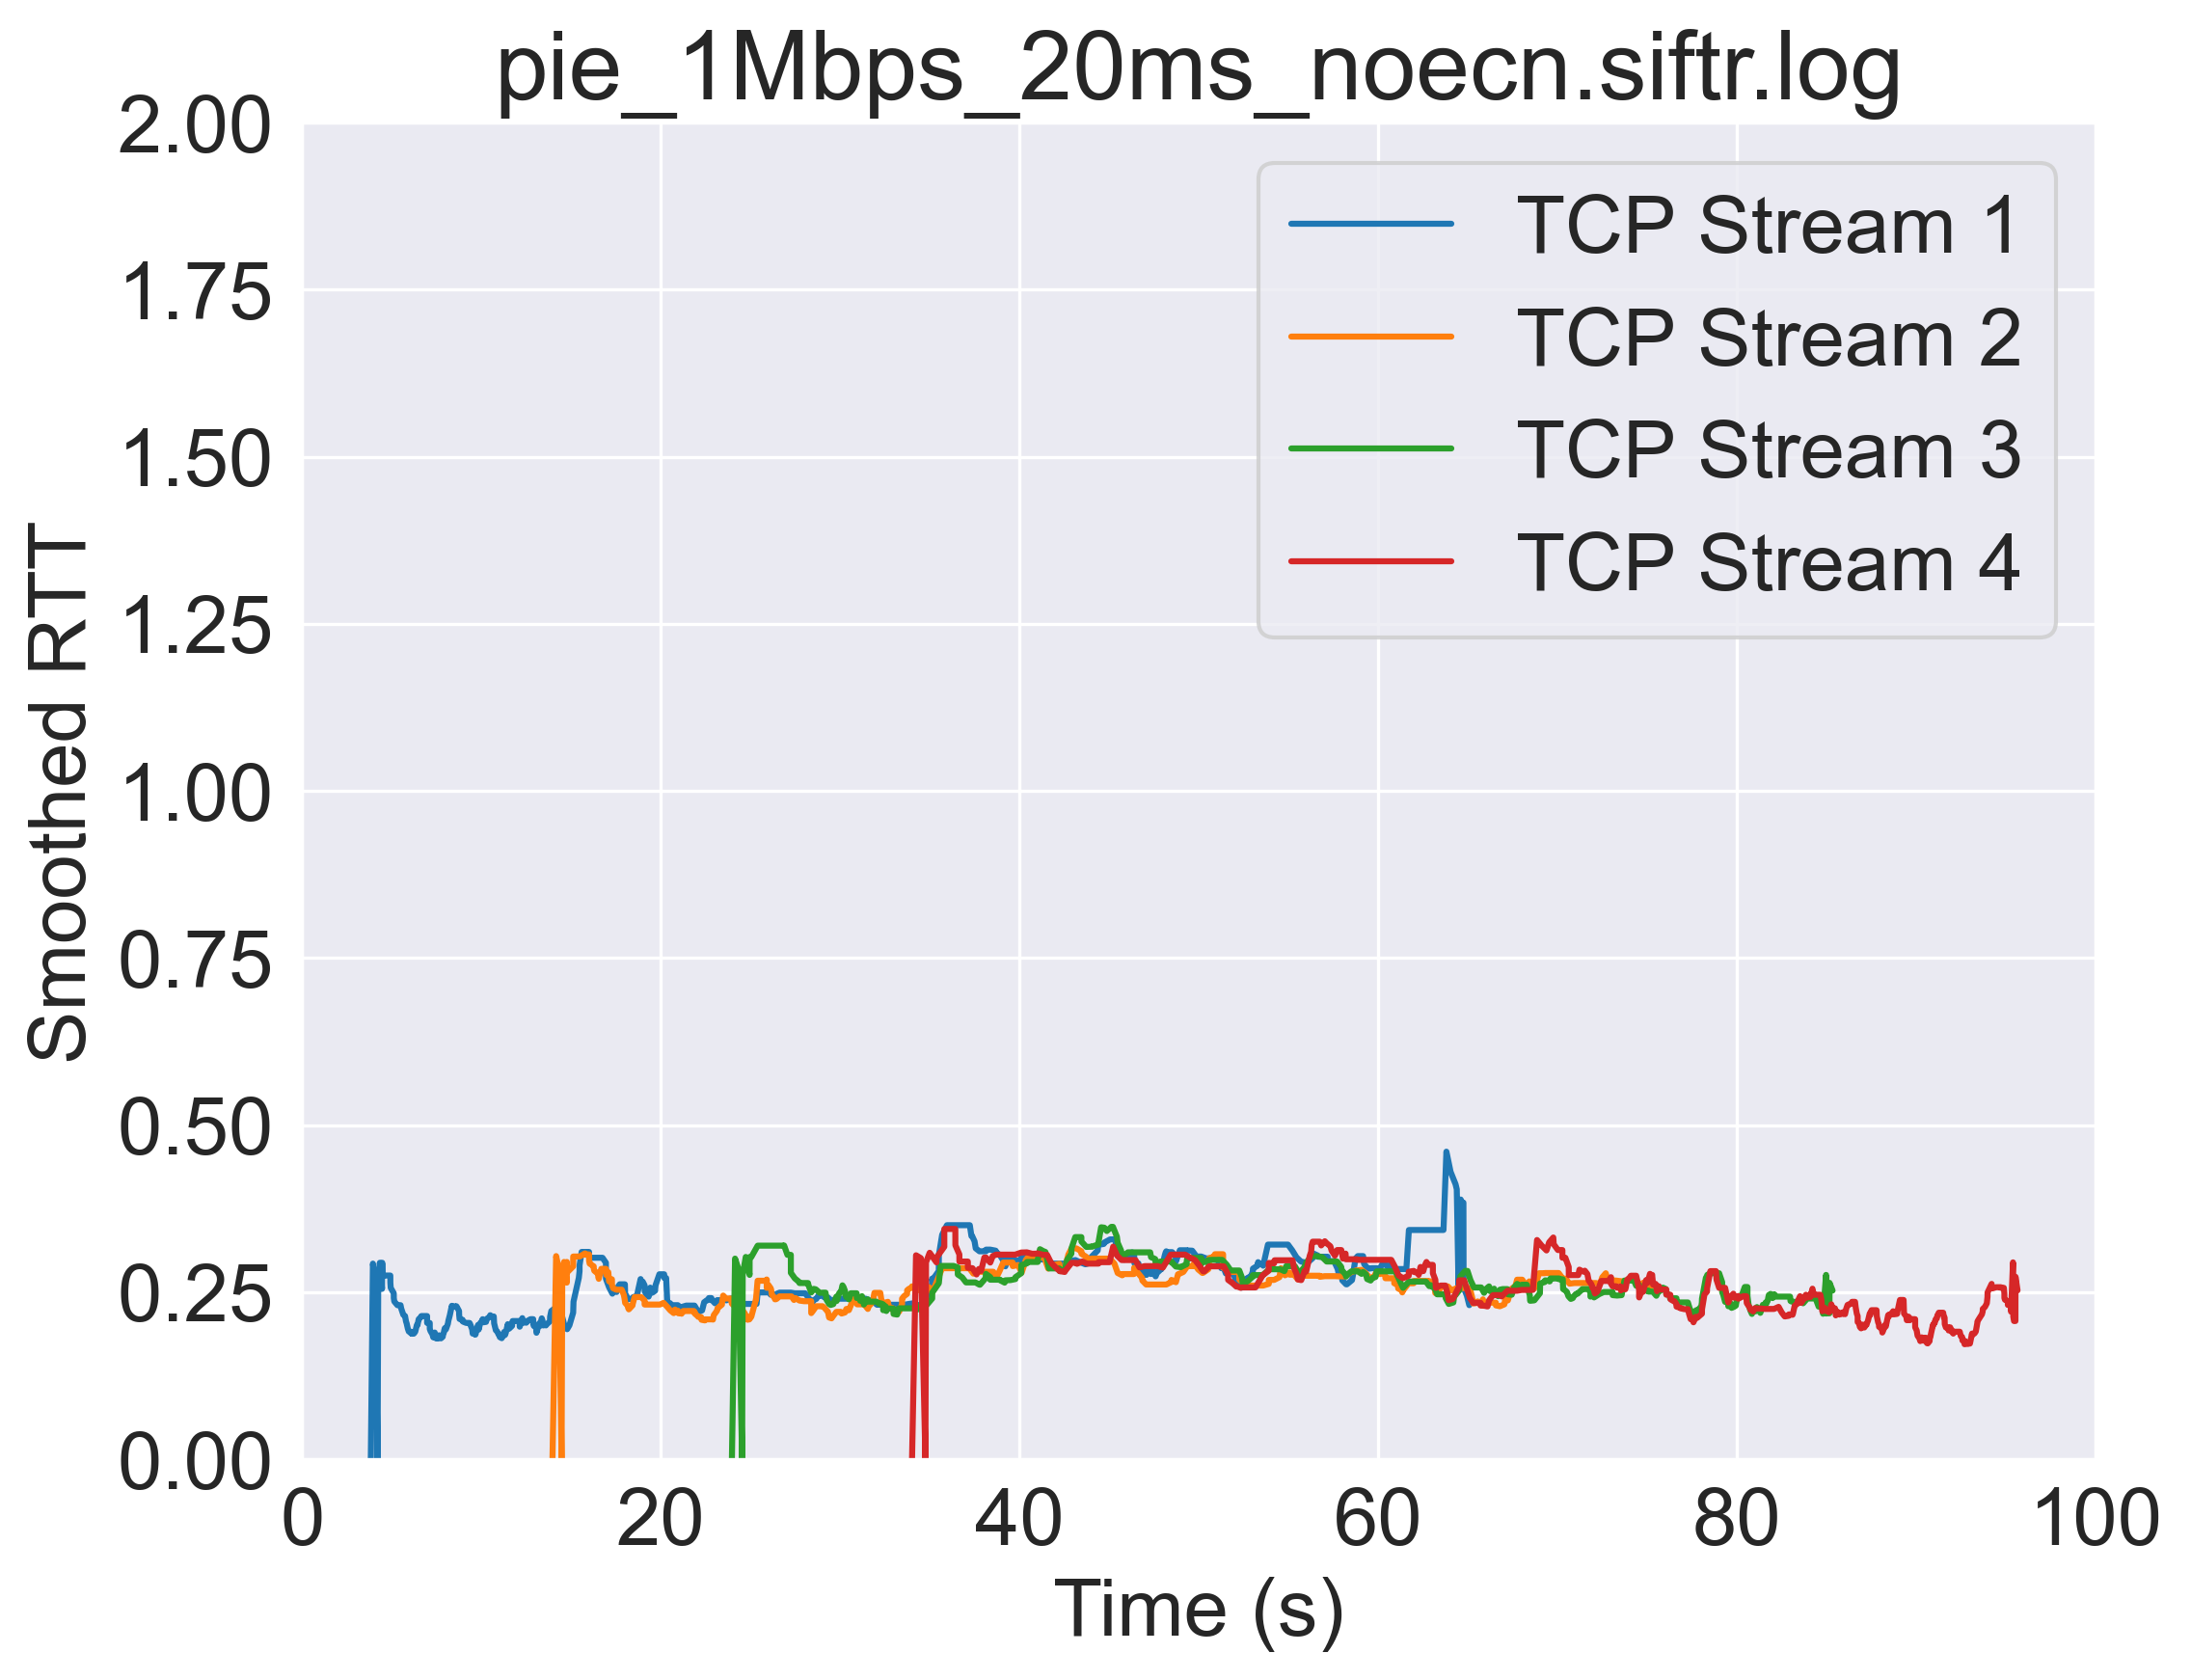 pie_1Mbps_20ms_noecn.siftr.log
2.00
1.75
1.50
1.25
1.00
0.75
0.50
0.25
0.00
Smoothed RTT
TCP Stream 1
TCP Stream 2
TCP Stream 3
TCP Stream 4
0 20 40 60 80 100
Time (s)